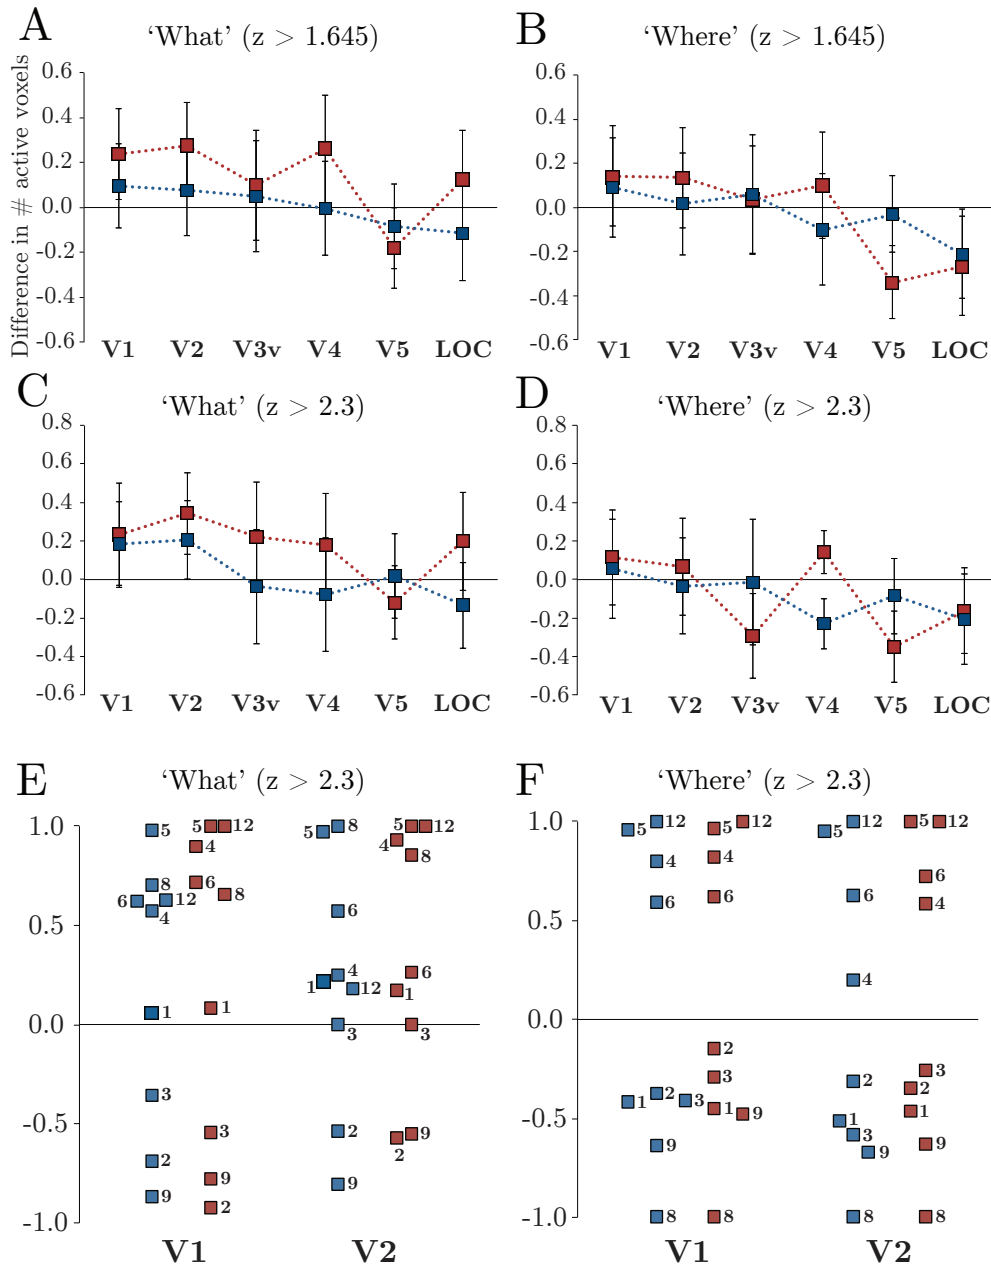 A
'What' (z > 1.645)
B
'Where' (z > 1.645)
Difference in # active voxels
0.6
0.4
0.2
0.0
-0.2
-0.4
-0.6
V1 V2 V3v V4 V5 LOC
0.6
0.4
0.2
0.0
-0.2
-0.4
-0.6
V1 V2 V3v V4 V5 LOC
C
'What' (z > 2.3)
D
'Where' (z > 2.3)
0.8
0.6
0.4
0.2
0.0
-0.2
-0.4
-0.6
V1 V2 V3v V4 V5 LOC
0.8
0.6
0.4
0.2
0.0
-0.2
-0.4
-0.6
V1 V2 V3v V4 V5 LOC
E
'What' (z > 2.3)
F
'Where' (z > 2.3)
1.0
0.5
0.0
-0.5
-1.0
5 5 12 5 8 5 12
4 4 8
8 6
6 12 8 6
4
4 6
1 12 1
1 1
3 3
3
3 2 9
2 2
9 9
2
9
V1 V2
1.0
0.5
0.0
-0.5
-1.0
12 12 12 5 12
5 5 5
4 4
6 6 6 6
4
4
2
3 2 3
2 2
1 3 1 9 1 1
3
9 9 9
8 8 8 8
V1 V2